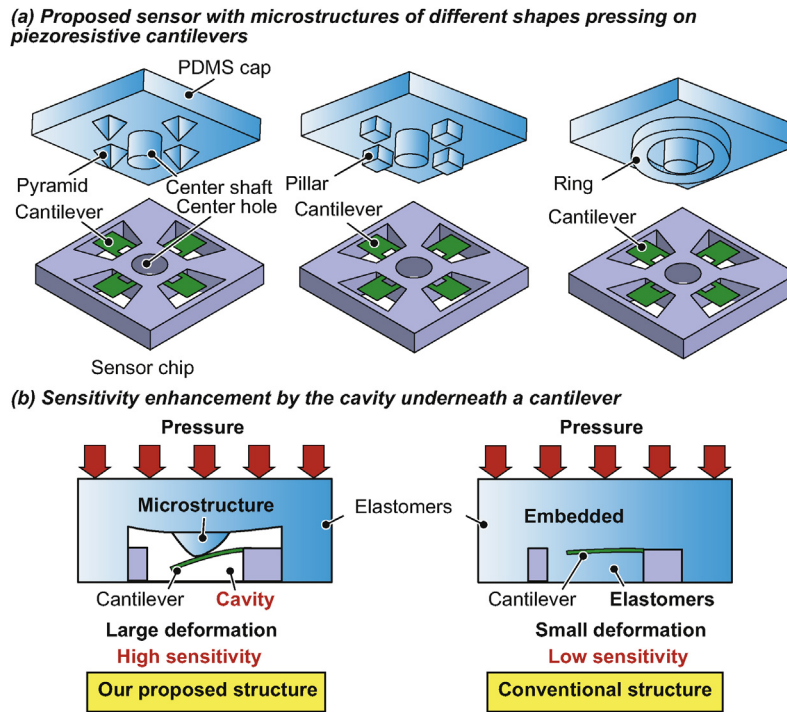 (a) Proposed sensor with microstructures of different shapes pressing on
piezoresistive cantilevers
PDMS cap
Pyramid
Center shaft
Center hole
Cantilever
Sensor chip
Pillar
Cantilever
Ring
Cantilever
(b) Sensitivity enhancement by the cavity underneath a cantilever
Pressure
Microstructure
Elastomers
Cantilever
Cavity
Large deformation
High sensitivity
Our proposed structure
Pressure
Embedded
Cantilever
Elastomers
Small deformation
Low sensitivity
Conventional structure